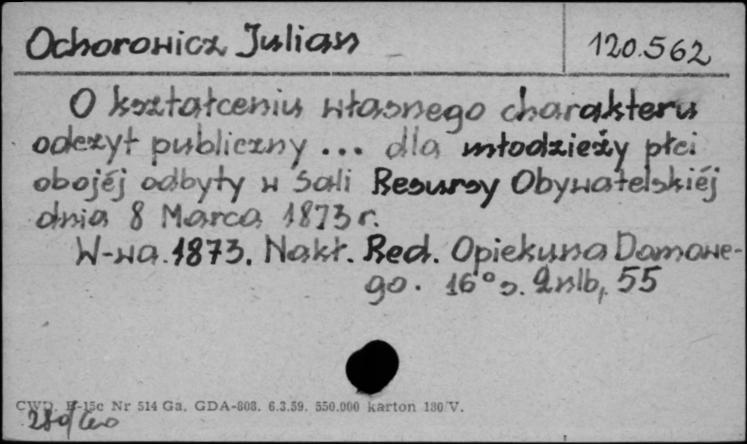 Ochorowicz Julian
120.562
O kształceniu własnego charakteru
odczyt publiczny ... dla młodzieży płci
obojéj odbyty w Sali Resursy Obywatelskiéj
dnia 8 Marca 1873 r.
W-wa. 1873. Nakł. Red. Opiekuna Domowe-
go. 16° s. 2nlb, 55
CWD. B-15c Nr 514 Ga. GDA-808. 6.3.59. 550.000 karton 180/V.